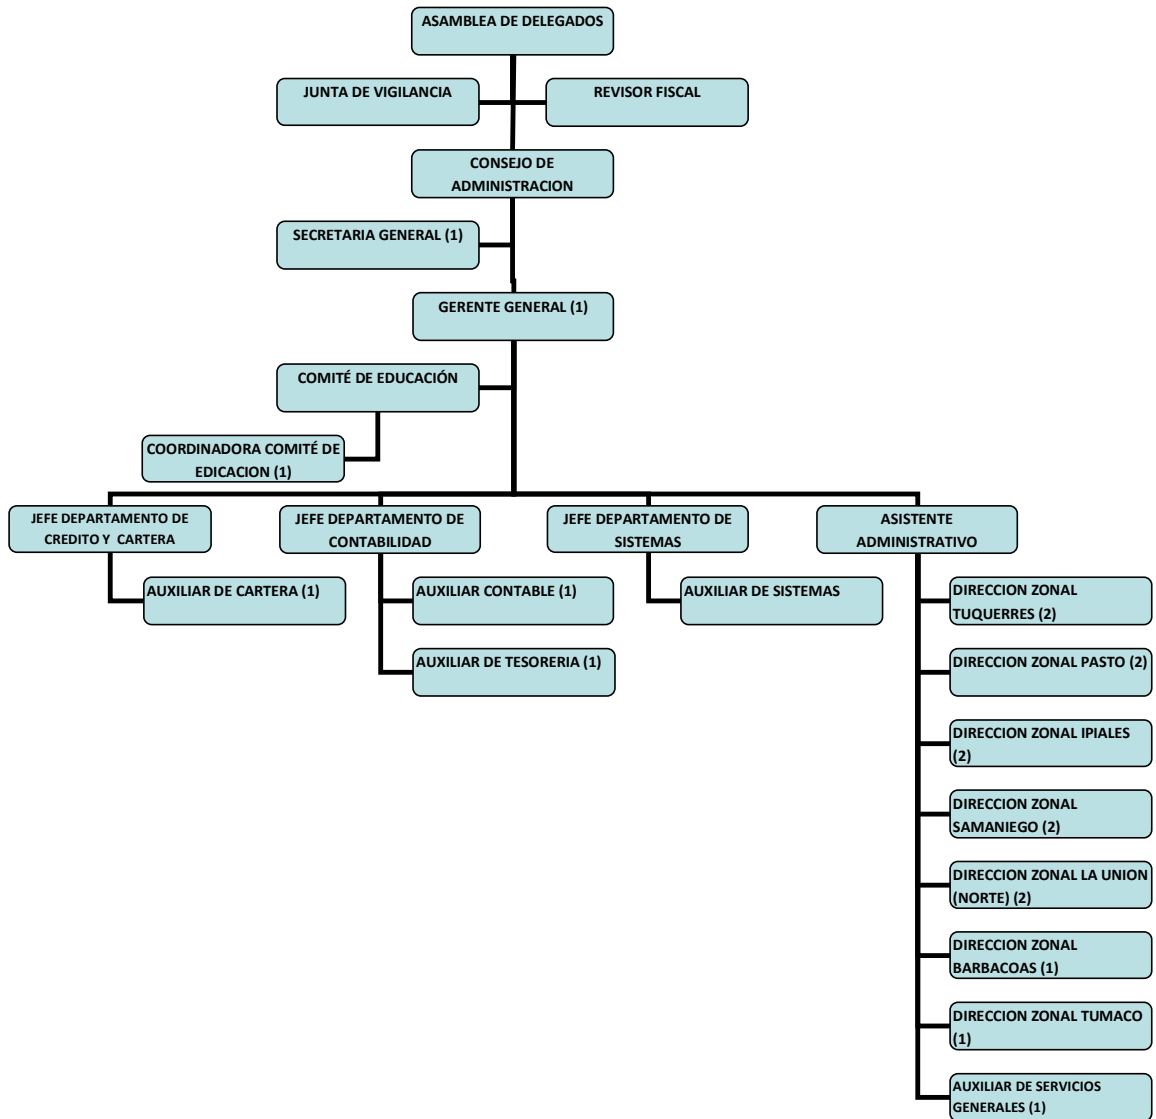 ASAMBLEA DE DELEGADOS
JUNTA DE VIGILANCIA
REVISOR FISCAL
CONSEJO DE
ADMINISTRACION
SECRETARIA GENERAL (1)
GERENTE GENERAL (1)
COMITÉ DE EDUCACIÓN
COORDINADORA COMITÉ DE
EDICACION (1)
JEFE DEPARTAMENTO DE
CREDITO Y CARTERA
JEFE DEPARTAMENTO DE
CONTABILIDAD
JEFE DEPARTAMENTO DE
SISTEMAS
ASISTENTE
ADMINISTRATIVO
AUXILIAR DE CARTERA (1)
AUXILIAR CONTABLE (1)
AUXILIAR DE TESORERIA (1)
AUXILIAR DE SISTEMAS
DIRECCION ZONAL
TUQUERRES (2)
DIRECCION ZONAL PASTO (2)
DIRECCION ZONAL IPIALES
(2)
DIRECCION ZONAL
SAMANIEGO (2)
DIRECCION ZONAL LA UNION
(NORTE) (2)
DIRECCION ZONAL
BARBACOAS (1)
DIRECCION ZONAL TUMACO
(1)
AUXILIAR DE SERVICIOS
GENERALES (1)